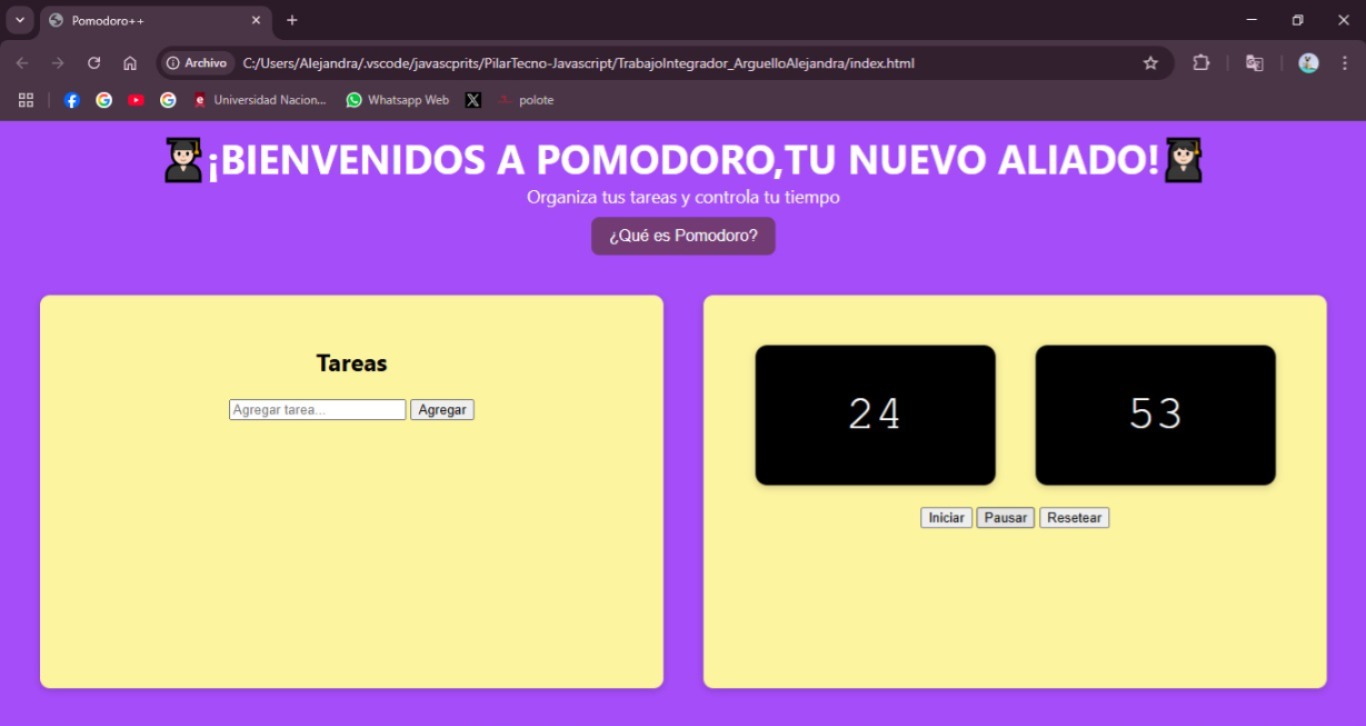 Pomodoro++
Archivo C:/Users/Alejandra/.vscode/javascprits/PilarTecno-Javascript/TrabajoIntegrador_ArguelloAlejandra/index.html
Universidad Nacion... Whatsapp Web polote
¡BIENVENIDOS A POMODORO,TU NUEVO ALIADO!
Organiza tus tareas y controla tu tiempo
¿Qué es Pomodoro?
Tareas
Agregar tarea... Agregar
24 53
Iniciar Pausar Resetear